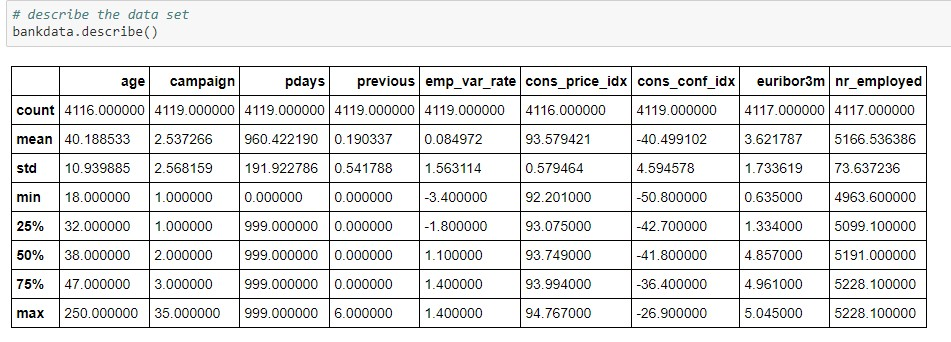 # describe the data set
bankdata.describe()
age campaign pdays previous emp_var_rate cons_price_idx cons_conf_idx euribor3m nr_employed
count 4116.000000 4119.000000 4119.000000 4119.000000 4119.000000 4116.000000 4119.000000 4117.000000 4117.000000
mean 40.188533 2.537266 960.422190 0.190337 0.084972 93.579421 -40.499102 3.621787 5166.536386
std 10.939885 2.568159 191.922786 0.541788 1.563114 0.579464 4.594578 1.733619 73.637236
min 18.000000 1.000000 0.000000 0.000000 -3.400000 92.201000 -50.800000 0.635000 4963.600000
25% 32.000000 1.000000 999.000000 0.000000 -1.800000 93.075000 -42.700000 1.334000 5099.100000
50% 38.000000 2.000000 999.000000 0.000000 1.100000 93.749000 -41.800000 4.857000 5191.000000
75% 47.000000 3.000000 999.000000 0.000000 1.400000 93.994000 -36.400000 4.961000 5228.100000
max 250.000000 35.000000 999.000000 6.000000 1.400000 94.767000 -26.900000 5.045000 5228.100000